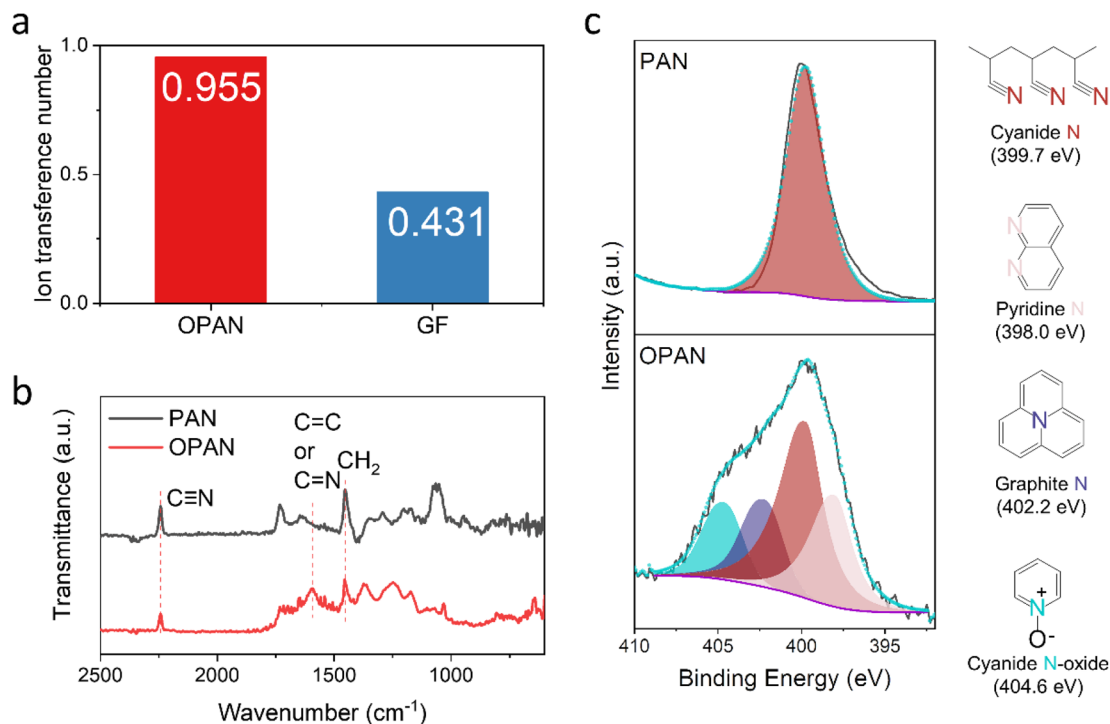 a
Ion transference number
1.0
0.5
0.0
0.955
0.431
OPAN
GF
b
Transmittance (a.u.)
PAN
OPAN
C≡N
C=C
or
C=N
CH2
2500
2000
1500
1000
Wavenumber (cm-1)
c
Intensity (a.u.)
PAN
OPAN
410
405
400
395
Binding Energy (eV)
N
N
N
Cyanide N
(399.7 eV)
N
N
Pyridine N
(398.0 eV)
N
Graphite N
(402.2 eV)
+
N
O-
Cyanide N-oxide
(404.6 eV)